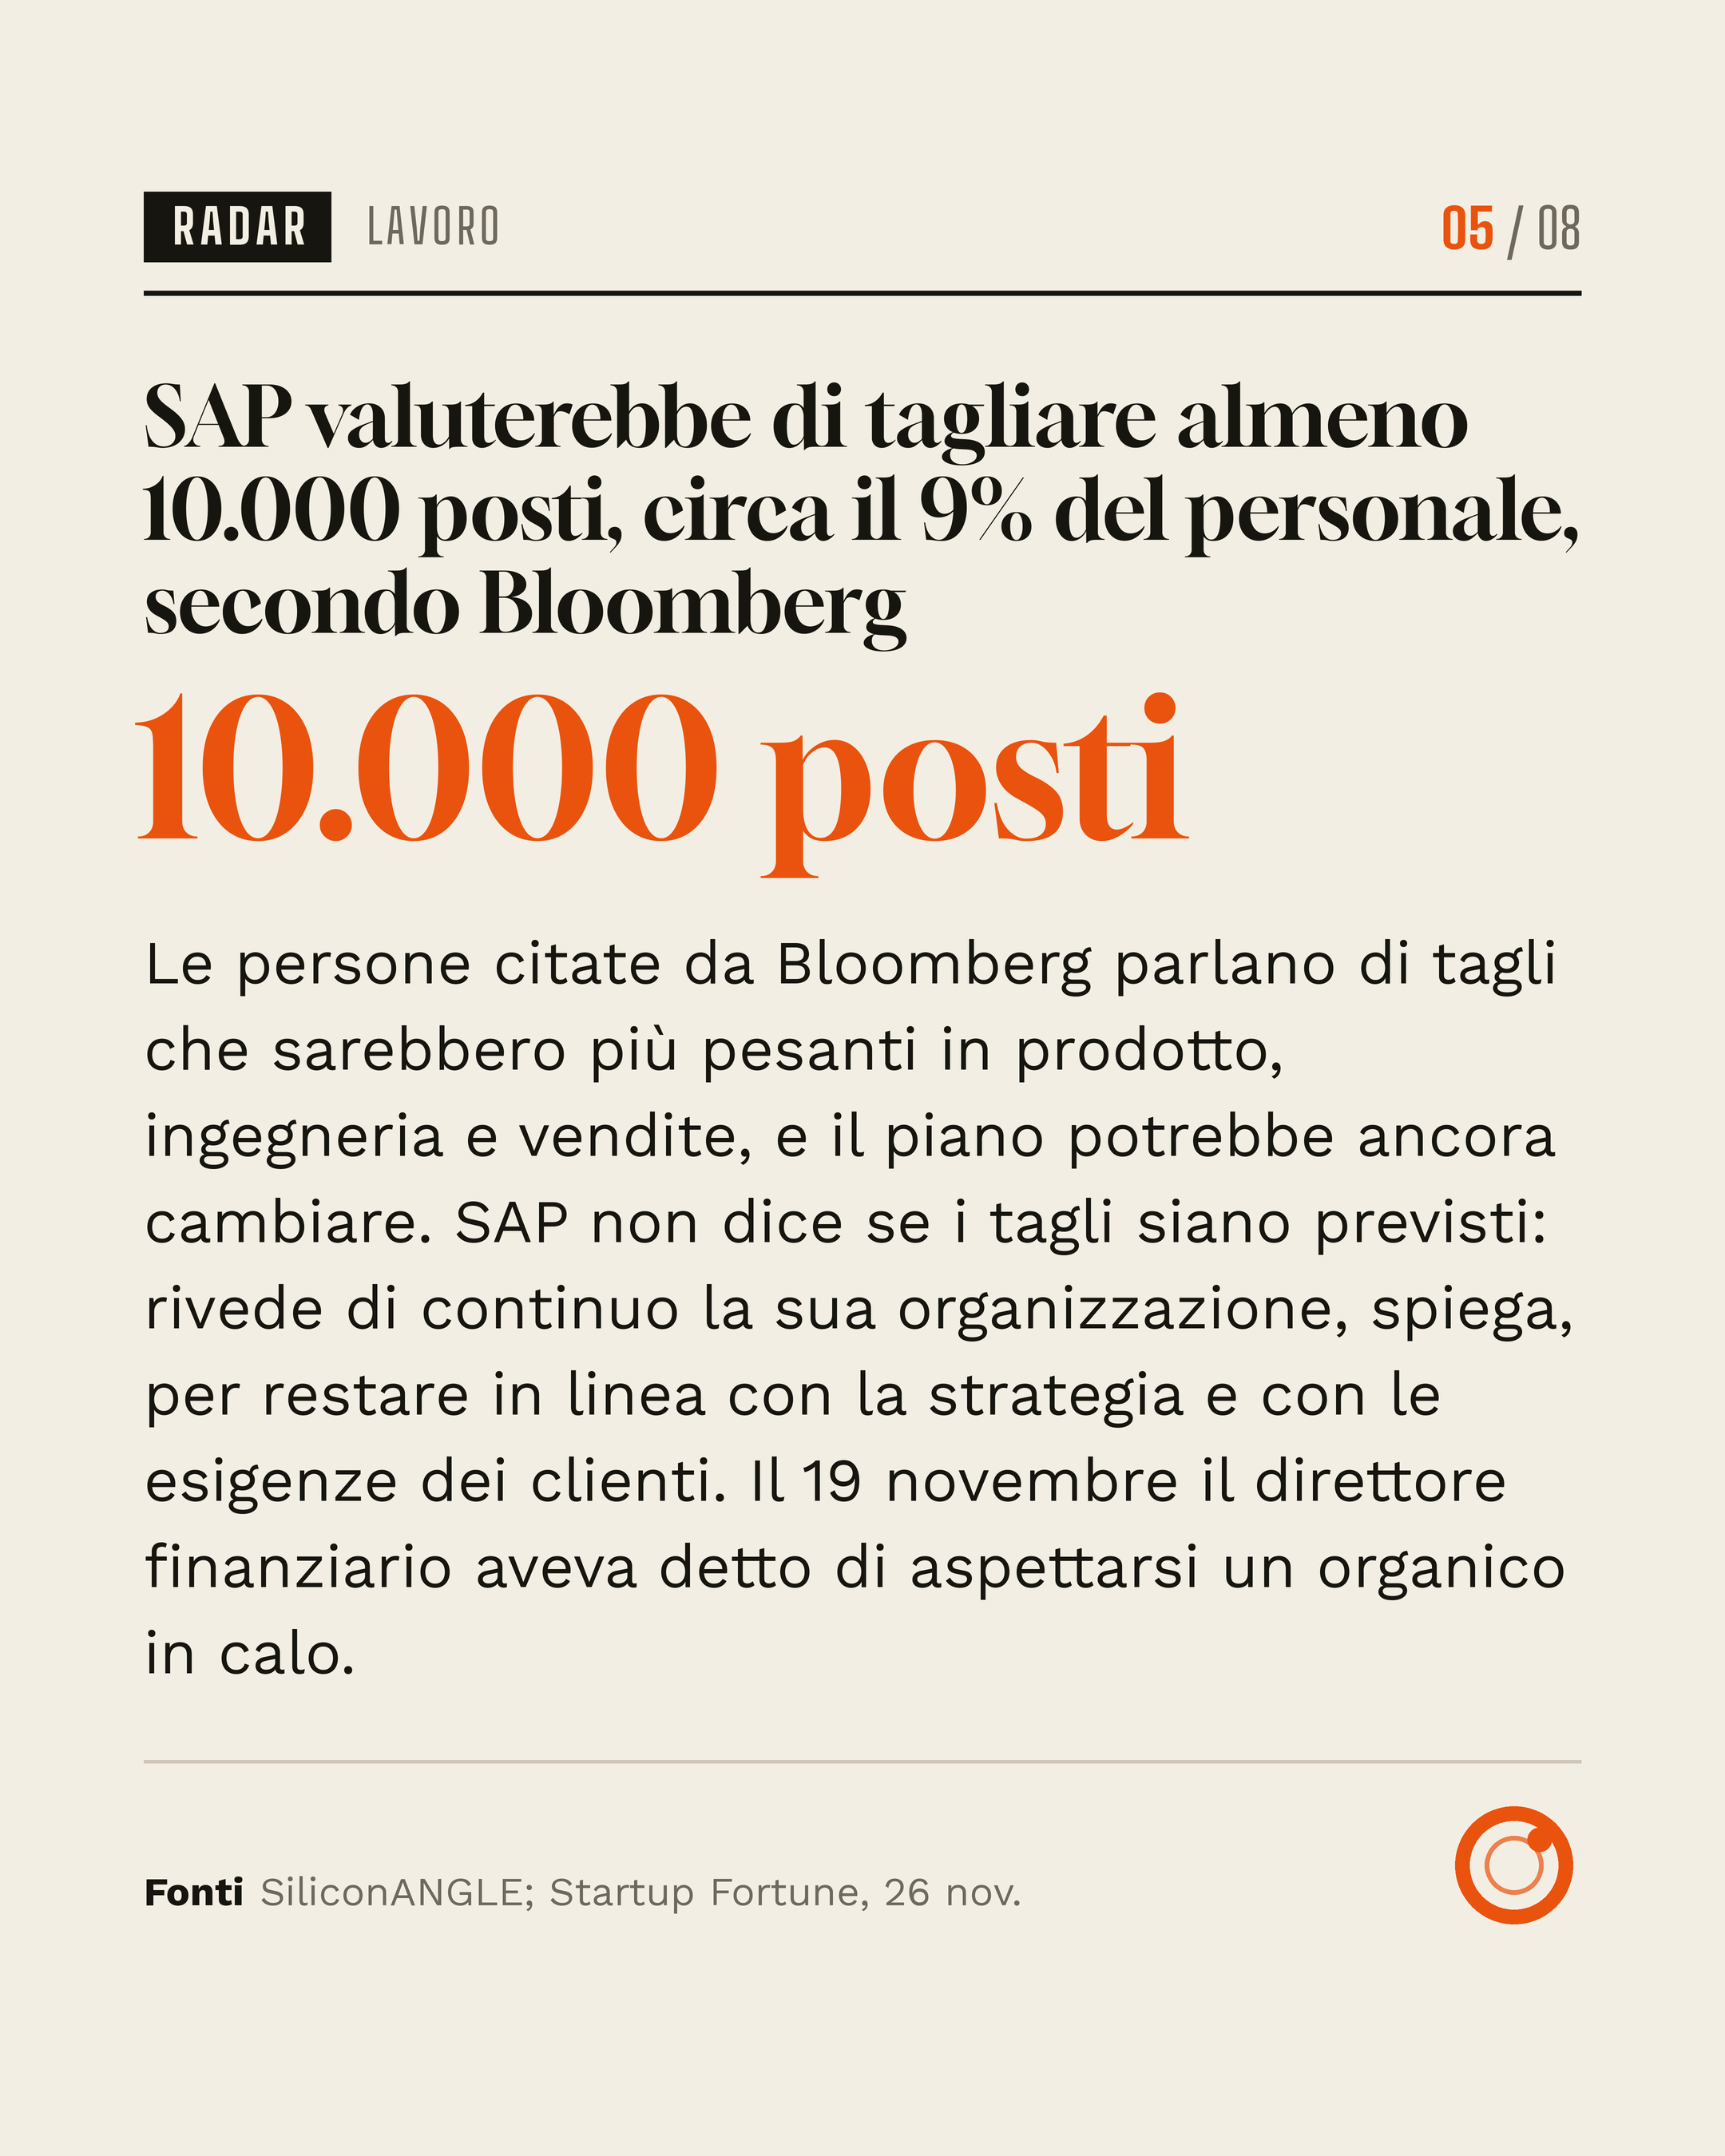 RADAR LAVORO 05 / 08
SAP valuterebbe di tagliare almeno
10.000 posti, circa il 9% del personale,
secondo Bloomberg
10.000 posti
Le persone citate da Bloomberg parlano di tagli
che sarebbero più pesanti in prodotto,
ingegneria e vendite, e il piano potrebbe ancora
cambiare. SAP non dice se i tagli siano previsti:
rivede di continuo la sua organizzazione, spiega,
per restare in linea con la strategia e con le
esigenze dei clienti. Il 19 novembre il direttore
finanziario aveva detto di aspettarsi un organico
in calo.
Fonti SiliconANGLE; Startup Fortune, 26 nov.